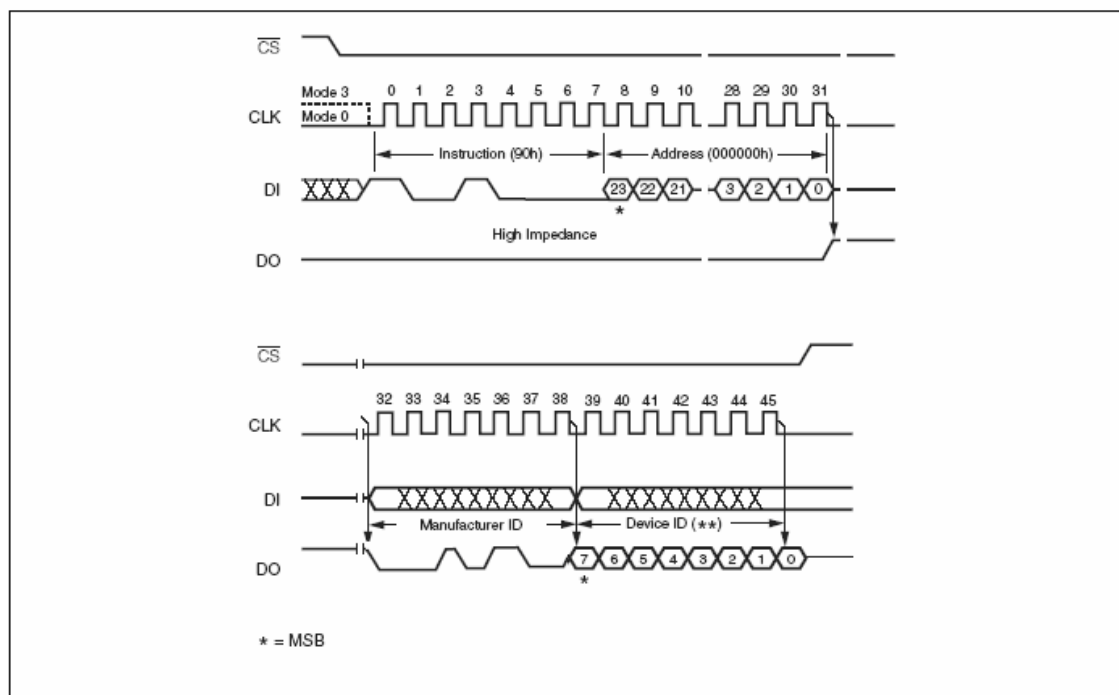 CS
Mode 3 0 1 2 3 4 5 6 7 8 9 10 28 29 30 31
CLK Mode 0
Instruction (90h) Address (000000h)
DI 23 22 21 3 2 1 0
*
High Impedance
DO
CS
32 33 34 35 36 37 38 39 40 41 42 43 44 45
CLK
DI
Manufacturer ID Device ID (**)
DO 7 6 5 4 3 2 1 0
*
* = MSB